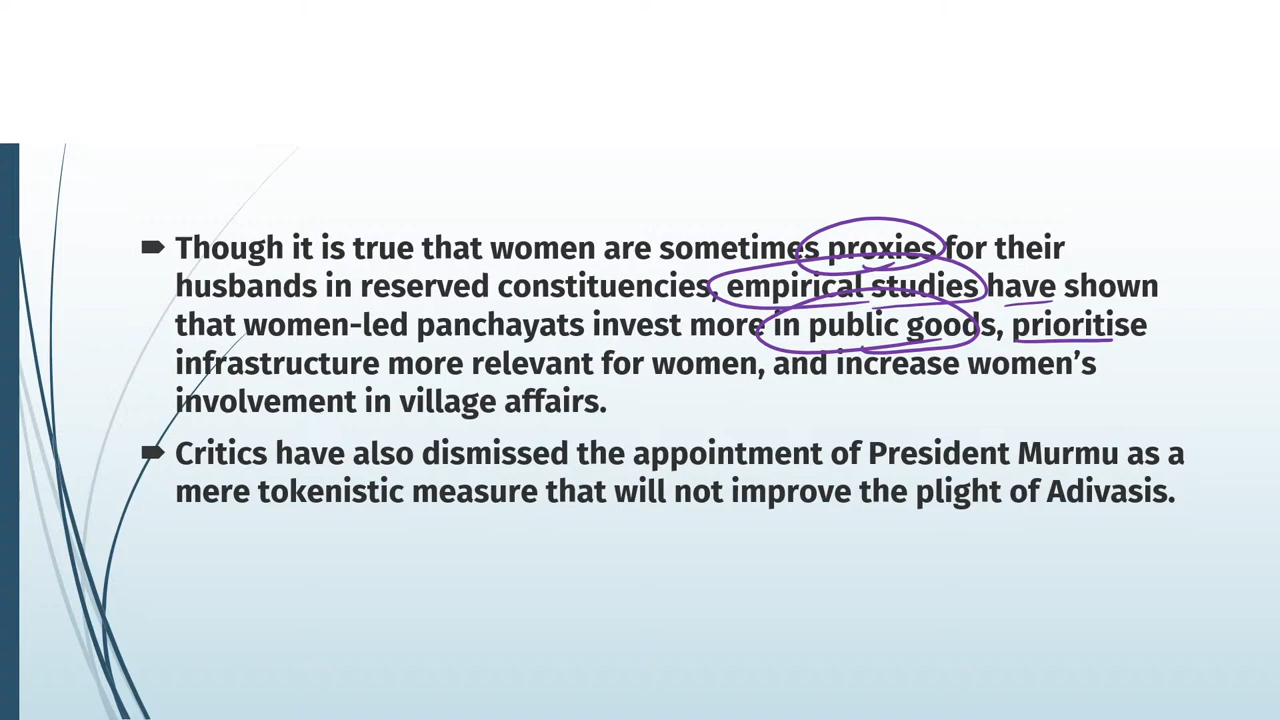 Though it is true that women are sometimes proxies for their
husbands in reserved constituencies, empirical studies have shown
that women-led panchayats invest more in public goods, prioritise
infrastructure more relevant for women, and increase women’s
involvement in village affairs.
Critics have also dismissed the appointment of President Murmu as a
mere tokenistic measure that will not improve the plight of Adivasis.